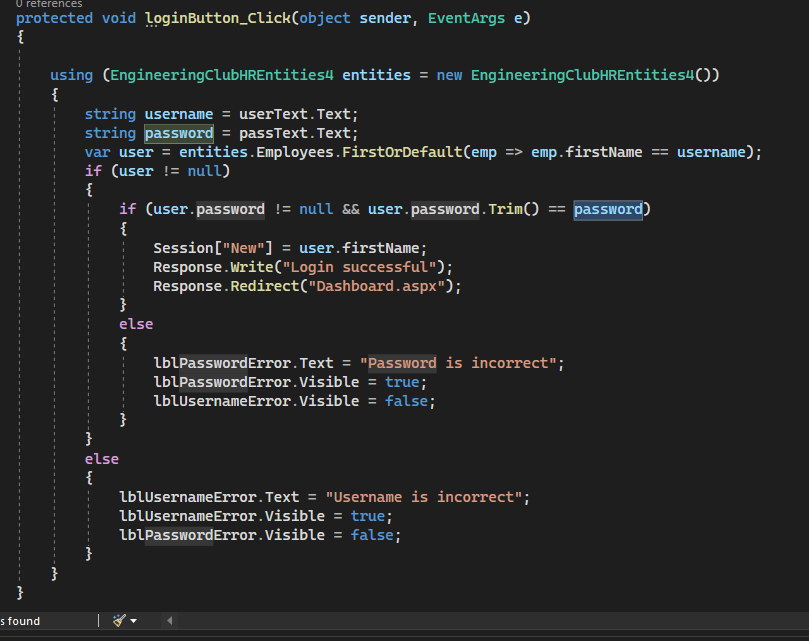 0 references
protected void loginButton_Click(object sender, EventArgs e)
{
using (EngineeringClubHREntities4 entities = new EngineeringClubHREntities4())
{
string username = userText.Text;
string password = passText.Text;
var user = entities.Employees.FirstOrDefault(emp => emp.firstName == username);
if (user != null)
{
if (user.password != null && user.password.Trim() == password)
{
Session["New"] = user.firstName;
Response.Write("Login successful");
Response.Redirect("Dashboard.aspx");
}
else
{
lblPasswordError.Text = "Password is incorrect";
lblPasswordError.Visible = true;
lblUsernameError.Visible = false;
}
}
else
{
lblUsernameError.Text = "Username is incorrect";
lblUsernameError.Visible = true;
lblPasswordError.Visible = false;
}
}
}
s found